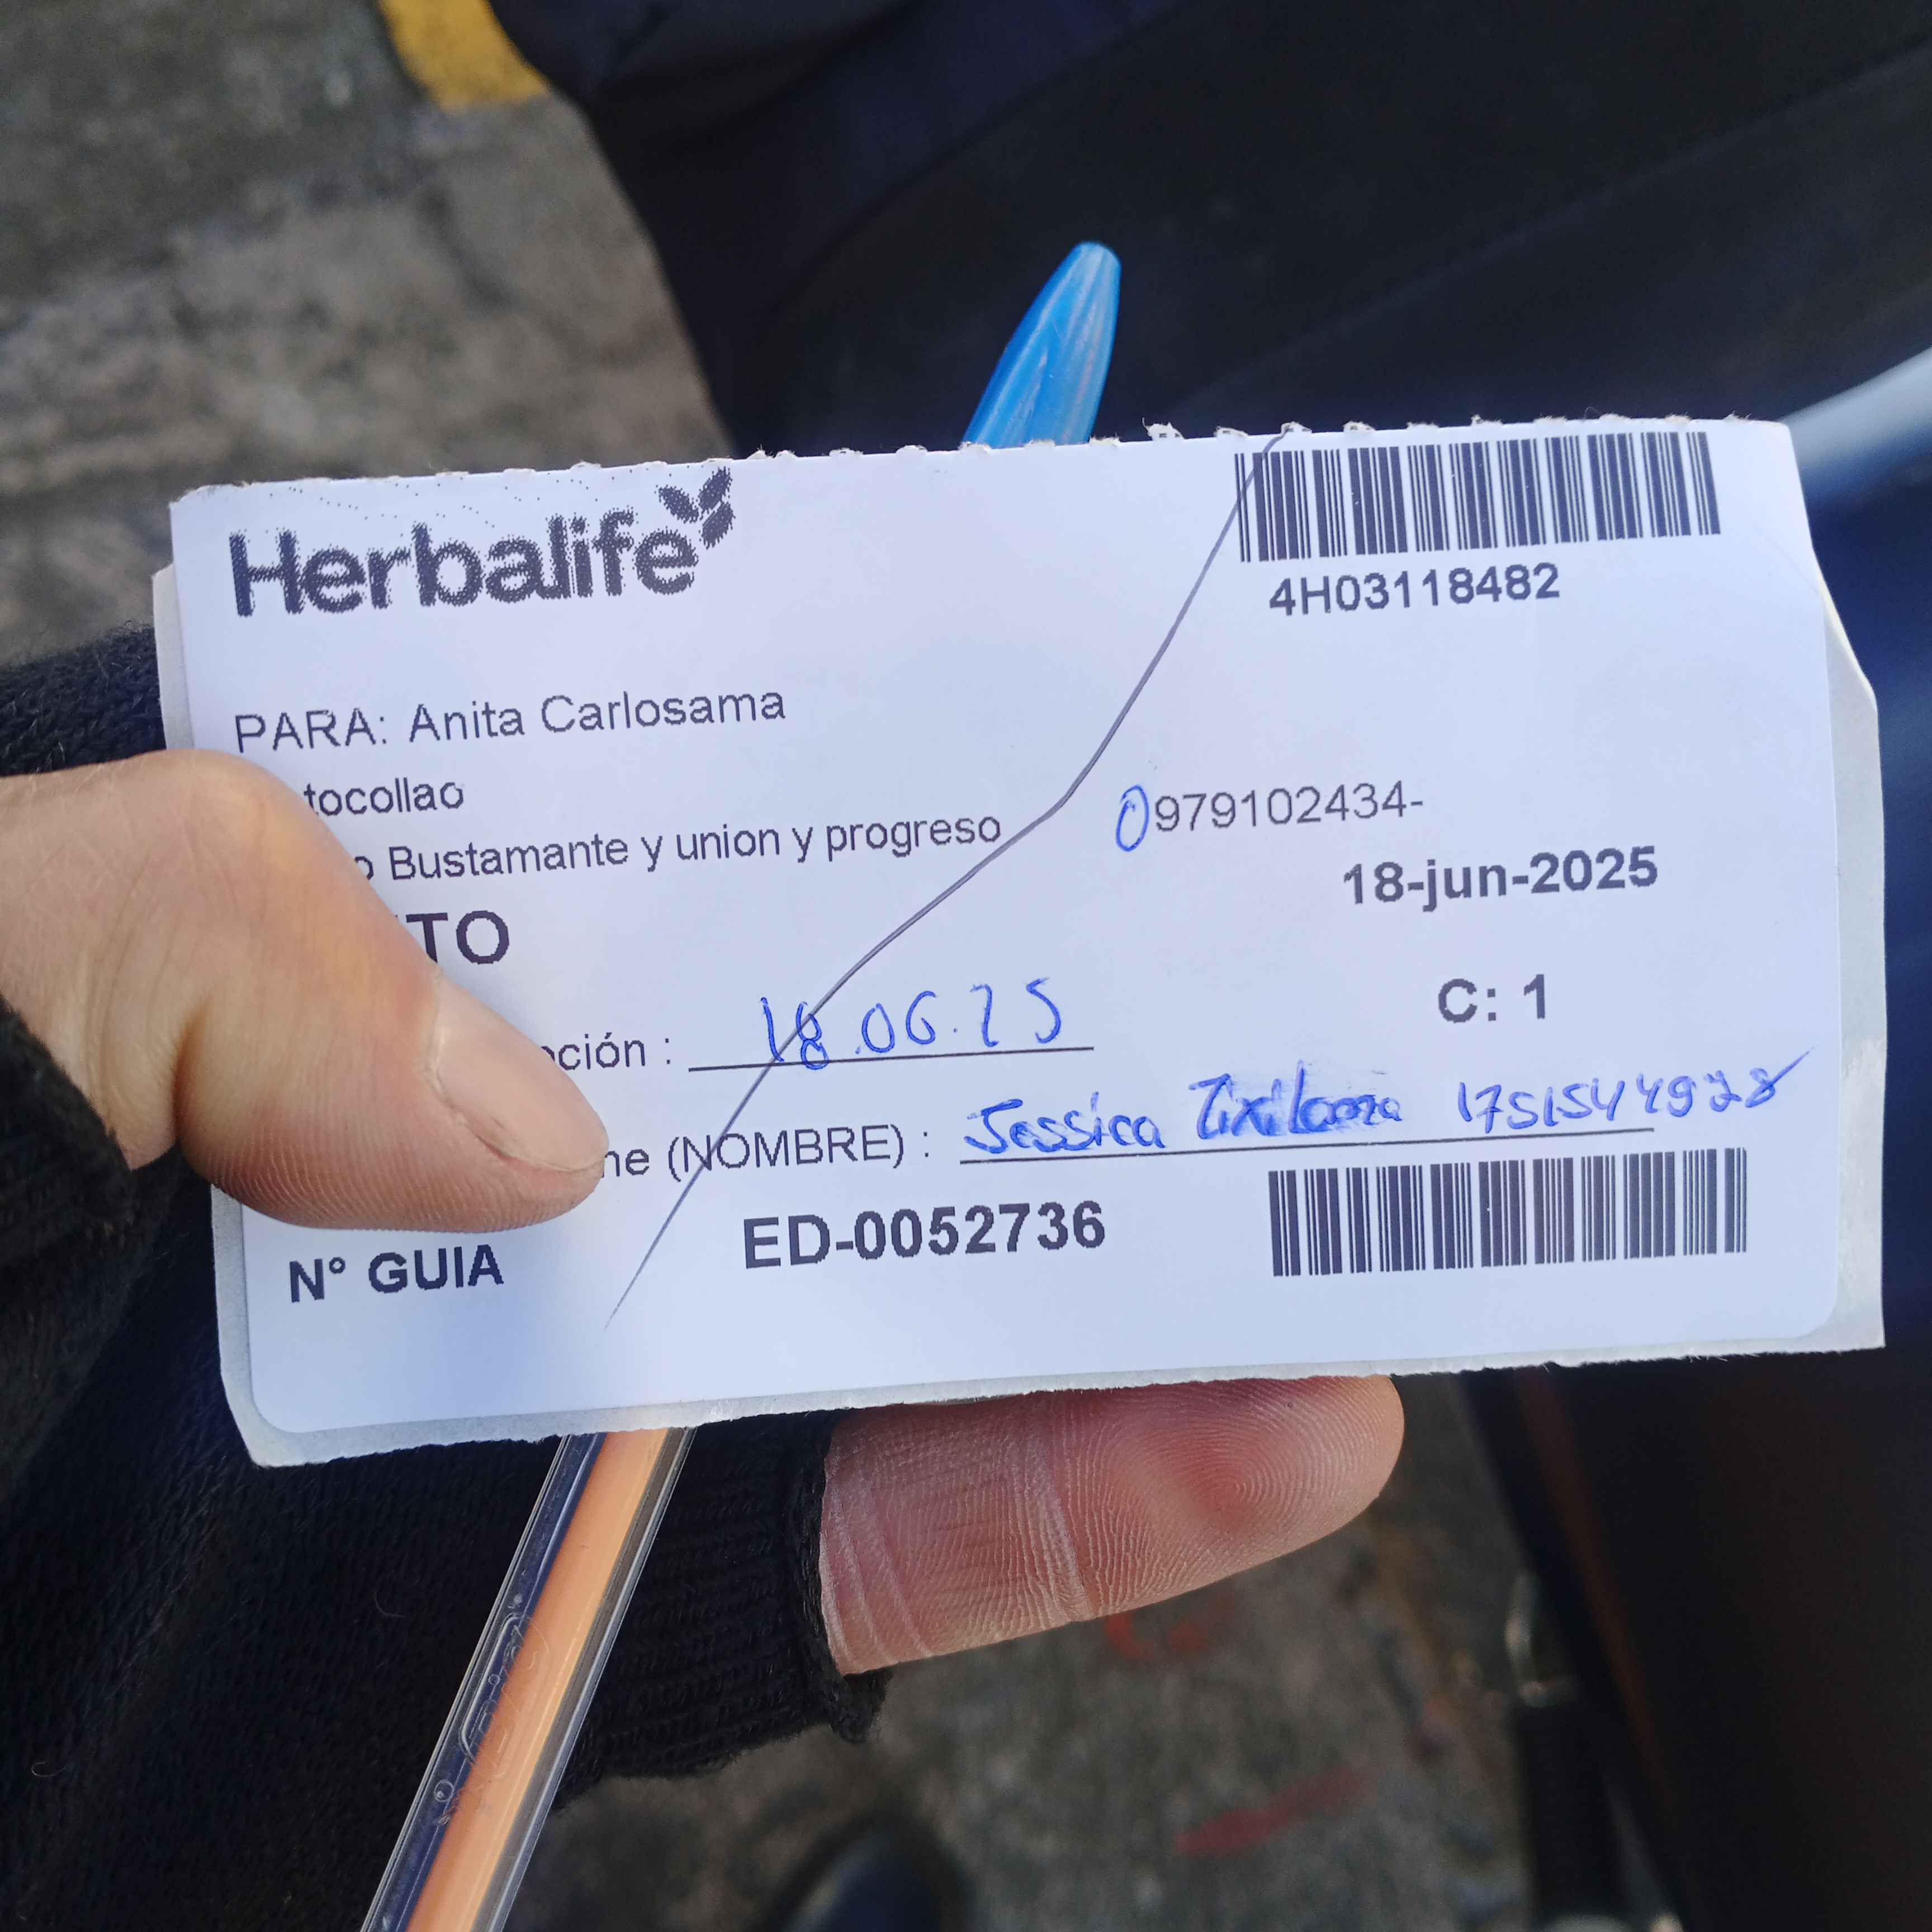 Herbalife
4H03118482
PARA: Anita Carlosama
tocollao
o Bustamante y union y progreso
0979102434-
18-jun-2025
TO
C: 1
ción : 18.06.25
me (NOMBRE) : Jessica
N° GUIA ED-0052736